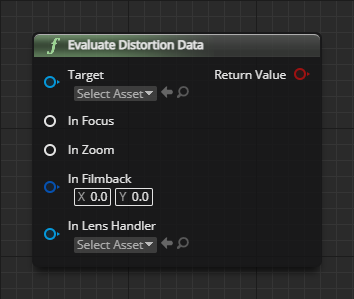 f Evaluate Distortion Data
Target Return Value
Select Asset
In Focus
In Zoom
In Filmback
X 0.0 Y 0.0
In Lens Handler
Select Asset